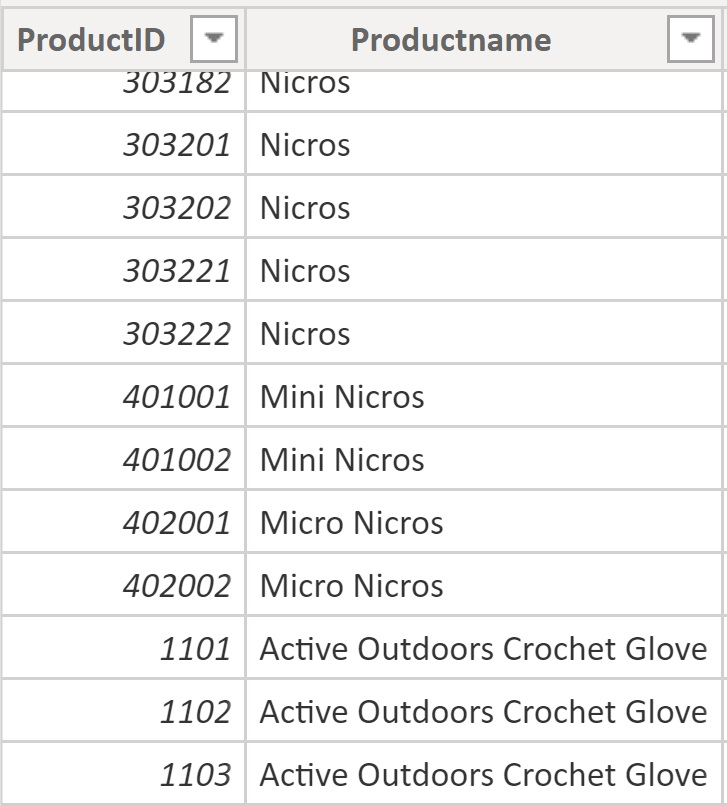 ProductID Productname
303182 Nicros
303201 Nicros
303202 Nicros
303221 Nicros
303222 Nicros
401001 Mini Nicros
401002 Mini Nicros
402001 Micro Nicros
402002 Micro Nicros
1101 Active Outdoors Crochet Glove
1102 Active Outdoors Crochet Glove
1103 Active Outdoors Crochet Glove